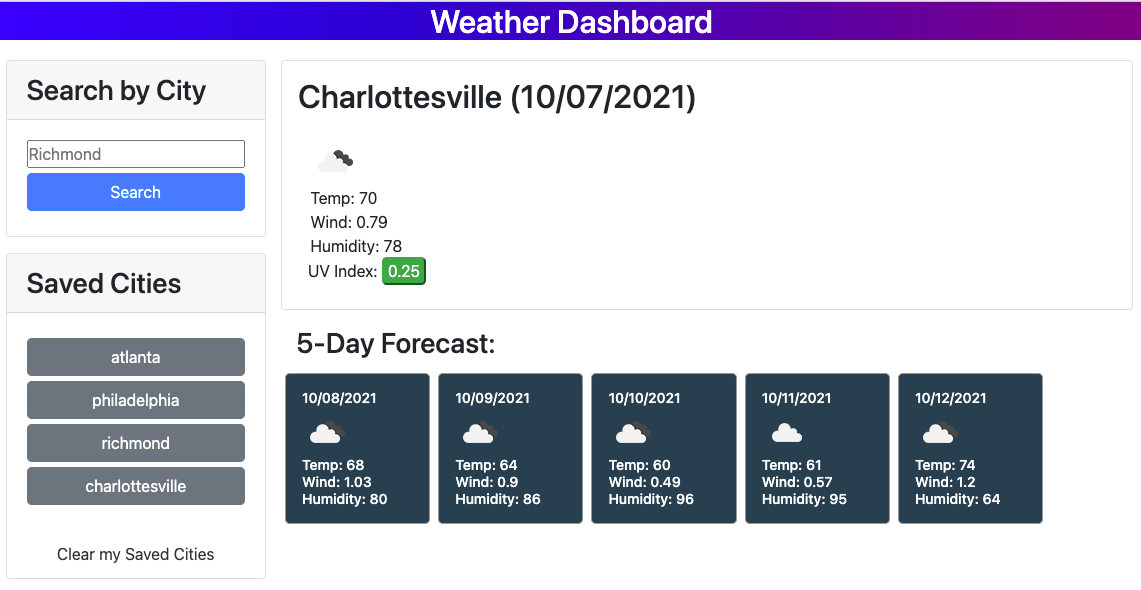 Weather Dashboard
Search by City
Richmond
Search
Saved Cities
atlanta
philadelphia
richmond
charlottesville
Clear my Saved Cities
Charlottesville (10/07/2021)
Temp: 70
Wind: 0.79
Humidity: 78
UV Index: 0.25
5-Day Forecast:
10/08/2021
Temp: 68
Wind: 1.03
Humidity: 80
10/09/2021
Temp: 64
Wind: 0.9
Humidity: 86
10/10/2021
Temp: 60
Wind: 0.49
Humidity: 96
10/11/2021
Temp: 61
Wind: 0.57
Humidity: 95
10/12/2021
Temp: 74
Wind: 1.2
Humidity: 64